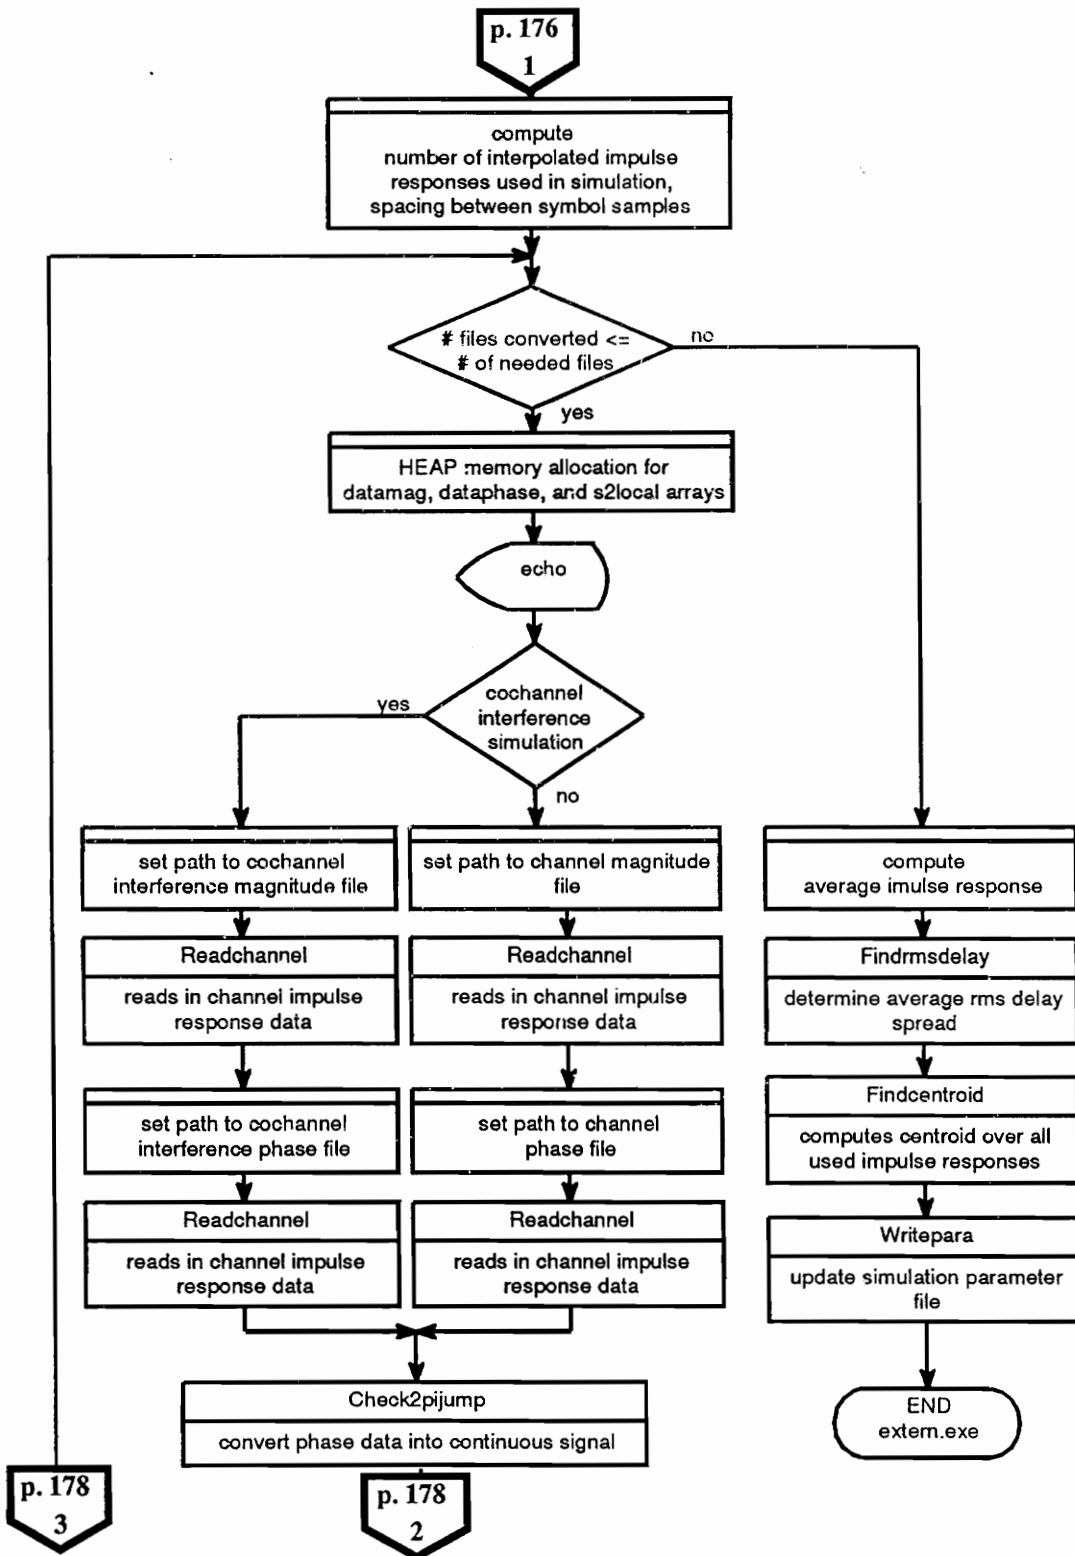 p. 176
1
compute
number of interpolated impulse
responses used in simulation,
spacing between symbol samples
# files converted <=
# of needed files
no
yes
HEAP memory allocation for
datamag, dataphase, and s2local arrays
echo
cochannel
interference
simulation
yes
no
set path to cochannel
interference magnitude file
Readchannel
reads in channel impulse
response data
set path to cochannel
interference phase file
Readchannel
reads in channel impulse
response data
set path to channel magnitude
file
Readchannel
reads in channel impulse
response data
set path to channel
phase file
Readchannel
reads in channel impulse
response data
compute
average imulse response
Findrmsdelay
determine average rms delay
spread
Findcentroid
computes centroid over all
used impulse responses
Writepara
update simulation parameter
file
END
extern.exe
Check2pijump
convert phase data into continuous signal
p. 178
3
p. 178
2